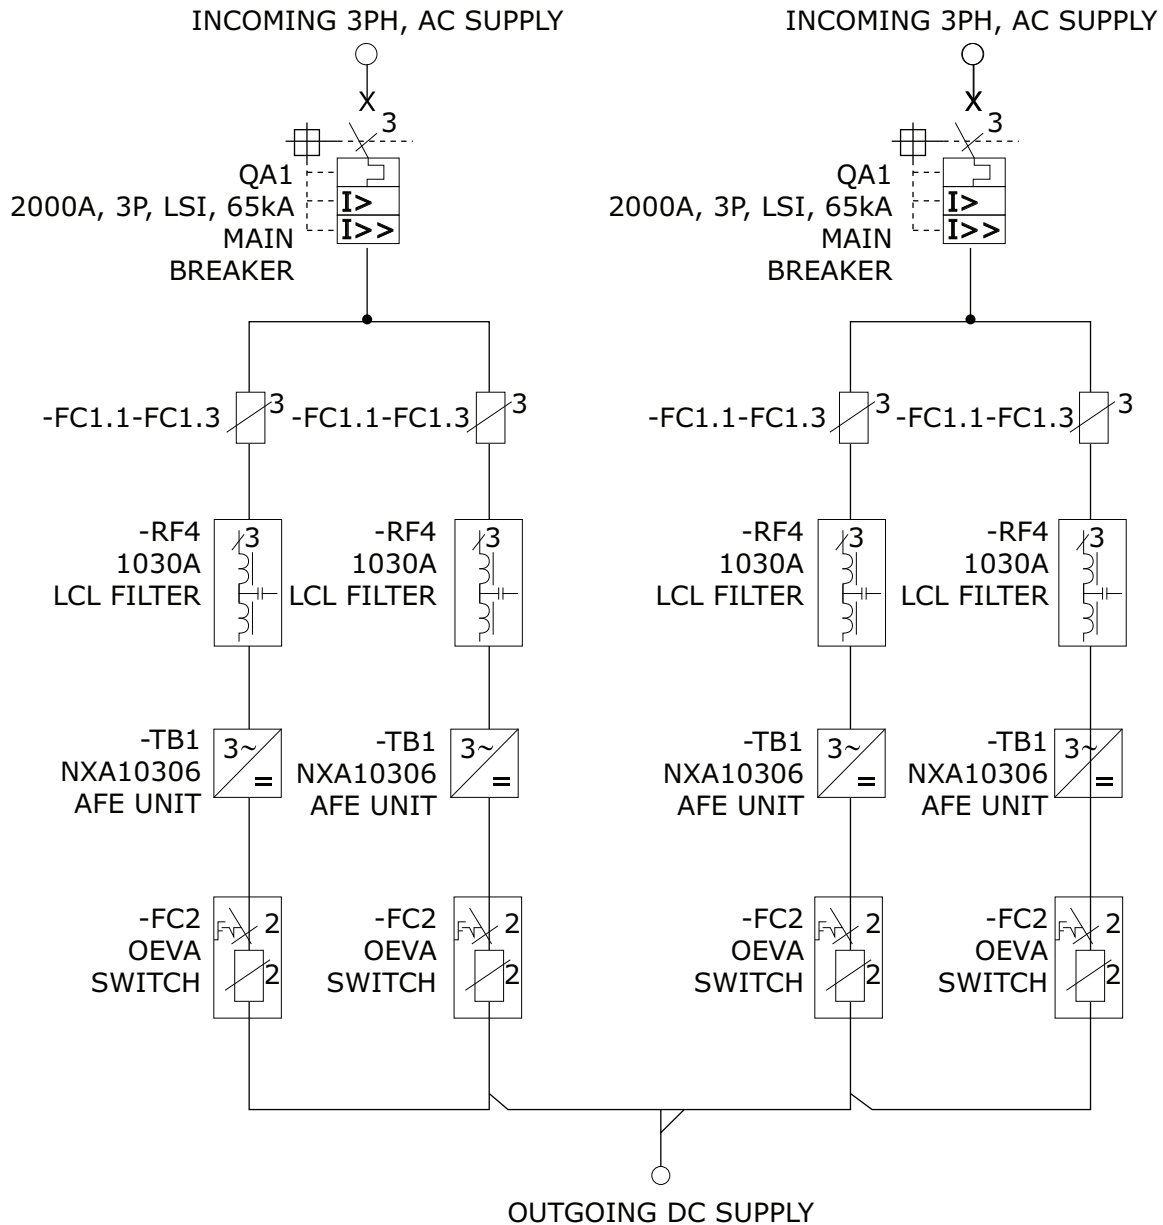 INCOMING 3PH, AC SUPPLY
INCOMING 3PH, AC SUPPLY
X
X
3
3
QA1
2000A, 3P, LSI, 65kA
MAIN
BREAKER
I>
I>>
QA1
2000A, 3P, LSI, 65kA
MAIN
BREAKER
I>
I>>
-FC1.1-FC1.3
3
-FC1.1-FC1.3
3
-FC1.1-FC1.3
3
-FC1.1-FC1.3
3
-RF4
1030A
LCL FILTER
3
-RF4
1030A
LCL FILTER
3
-RF4
1030A
LCL FILTER
3
-RF4
1030A
LCL FILTER
3
-TB1
NXA10306
AFE UNIT
3~
=
-TB1
NXA10306
AFE UNIT
3~
=
-TB1
NXA10306
AFE UNIT
3~
=
-TB1
NXA10306
AFE UNIT
3~
=
-FC2
OEVA
SWITCH
2
2
-FC2
OEVA
SWITCH
2
2
-FC2
OEVA
SWITCH
2
2
-FC2
OEVA
SWITCH
2
2
OUTGOING DC SUPPLY